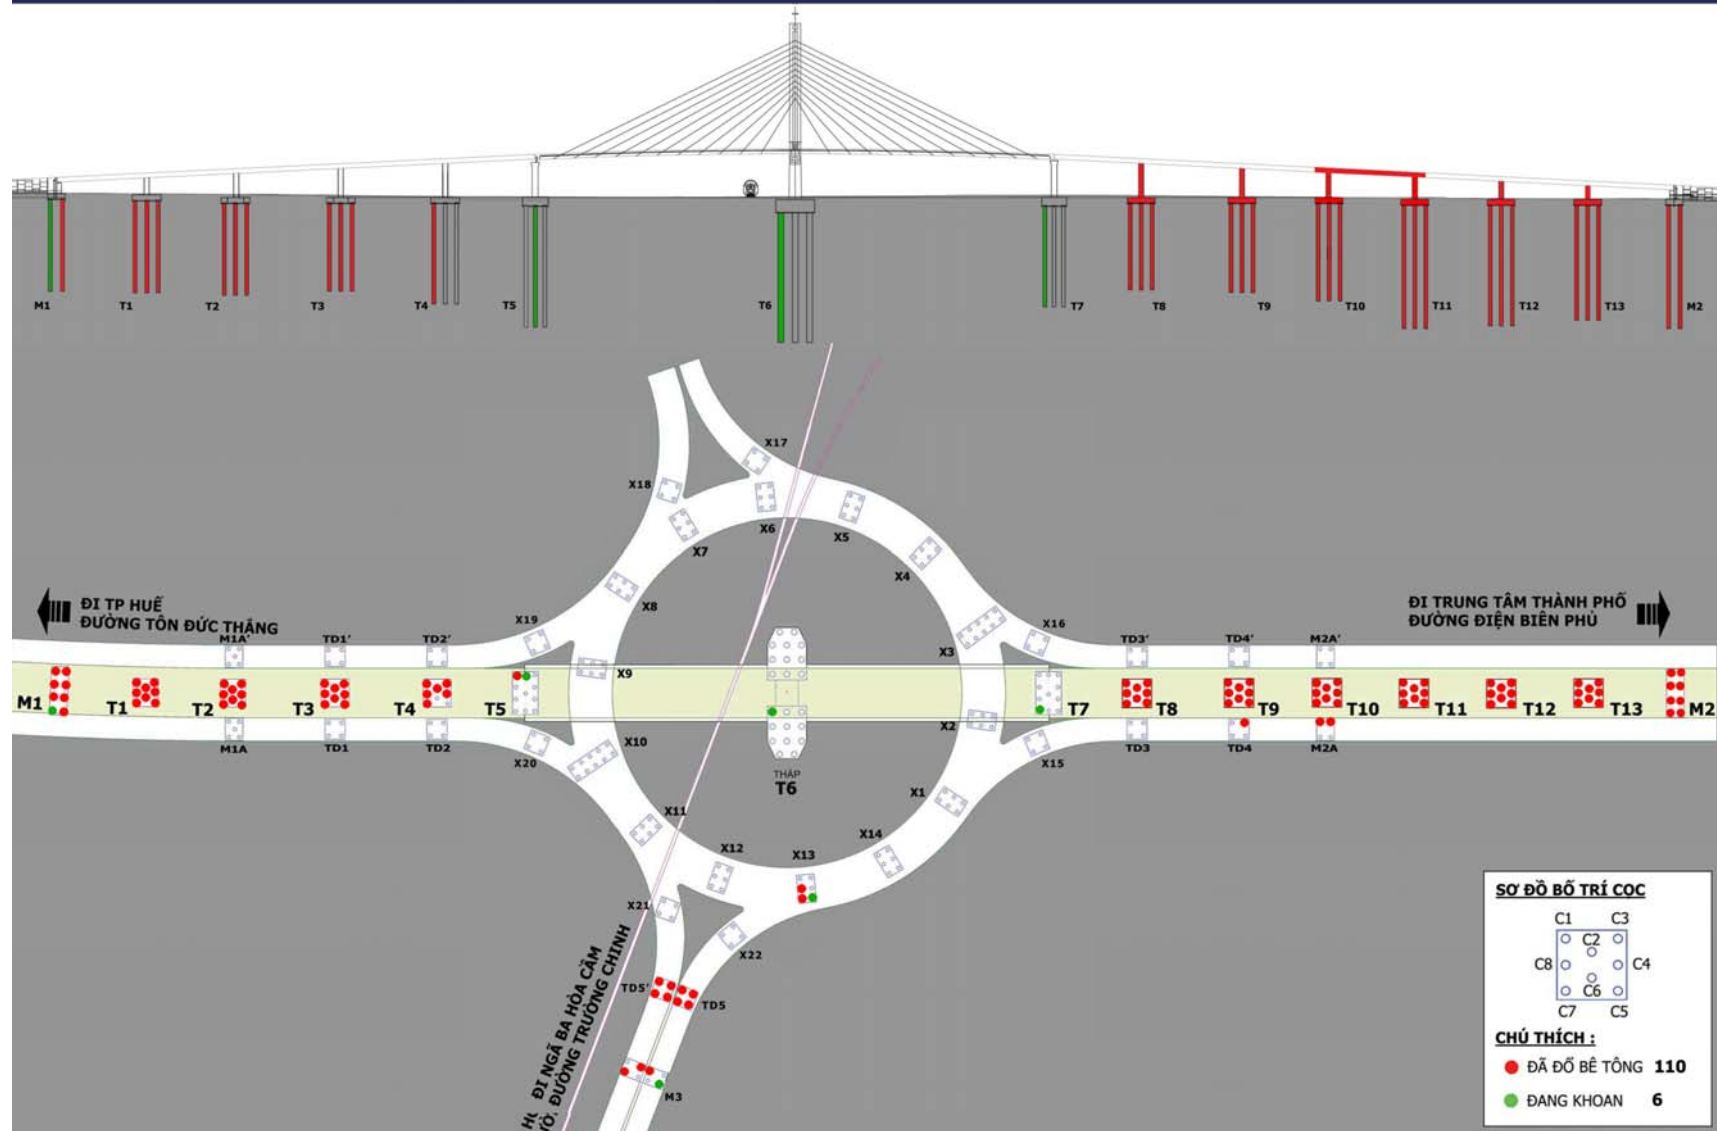 M1
T1
T2
T3
T4
T5
T6
T7
T8
T9
T10
T11
T12
T13
M2
X17
X18
X6
X5
X7
X4
X8
X3
X19
X16
ĐI TP HUẾ
ĐƯỜNG TÔN ĐỨC THẮNG
ĐI TRUNG TÂM THÀNH PHỐ
ĐƯỜNG ĐIỆN BIÊN PHỦ
M1A'
TD1'
TD2'
TD3'
TD4'
M2A'
X9
M1
T1
T2
T3
T4
T5
T7
T8
T9
T10
T11
T12
T13
M2
X2
M1A
TD1
TD2
X20
X10
THÁP
T6
X15
TD3
TD4
M2A
X1
X11
X14
X12
X13
X21
X22
TD5'
TD5
M3
ĐI NGÃ BA HÒA CẦM
ĐƯỜNG TRƯỜNG CHINH
SƠ ĐỒ BỐ TRÍ CỌC
C1 C3
C2
C8 C4
C6
C7 C5
CHÚ THÍCH :
ĐÃ ĐỔ BÊ TÔNG 110
ĐANG KHOAN 6